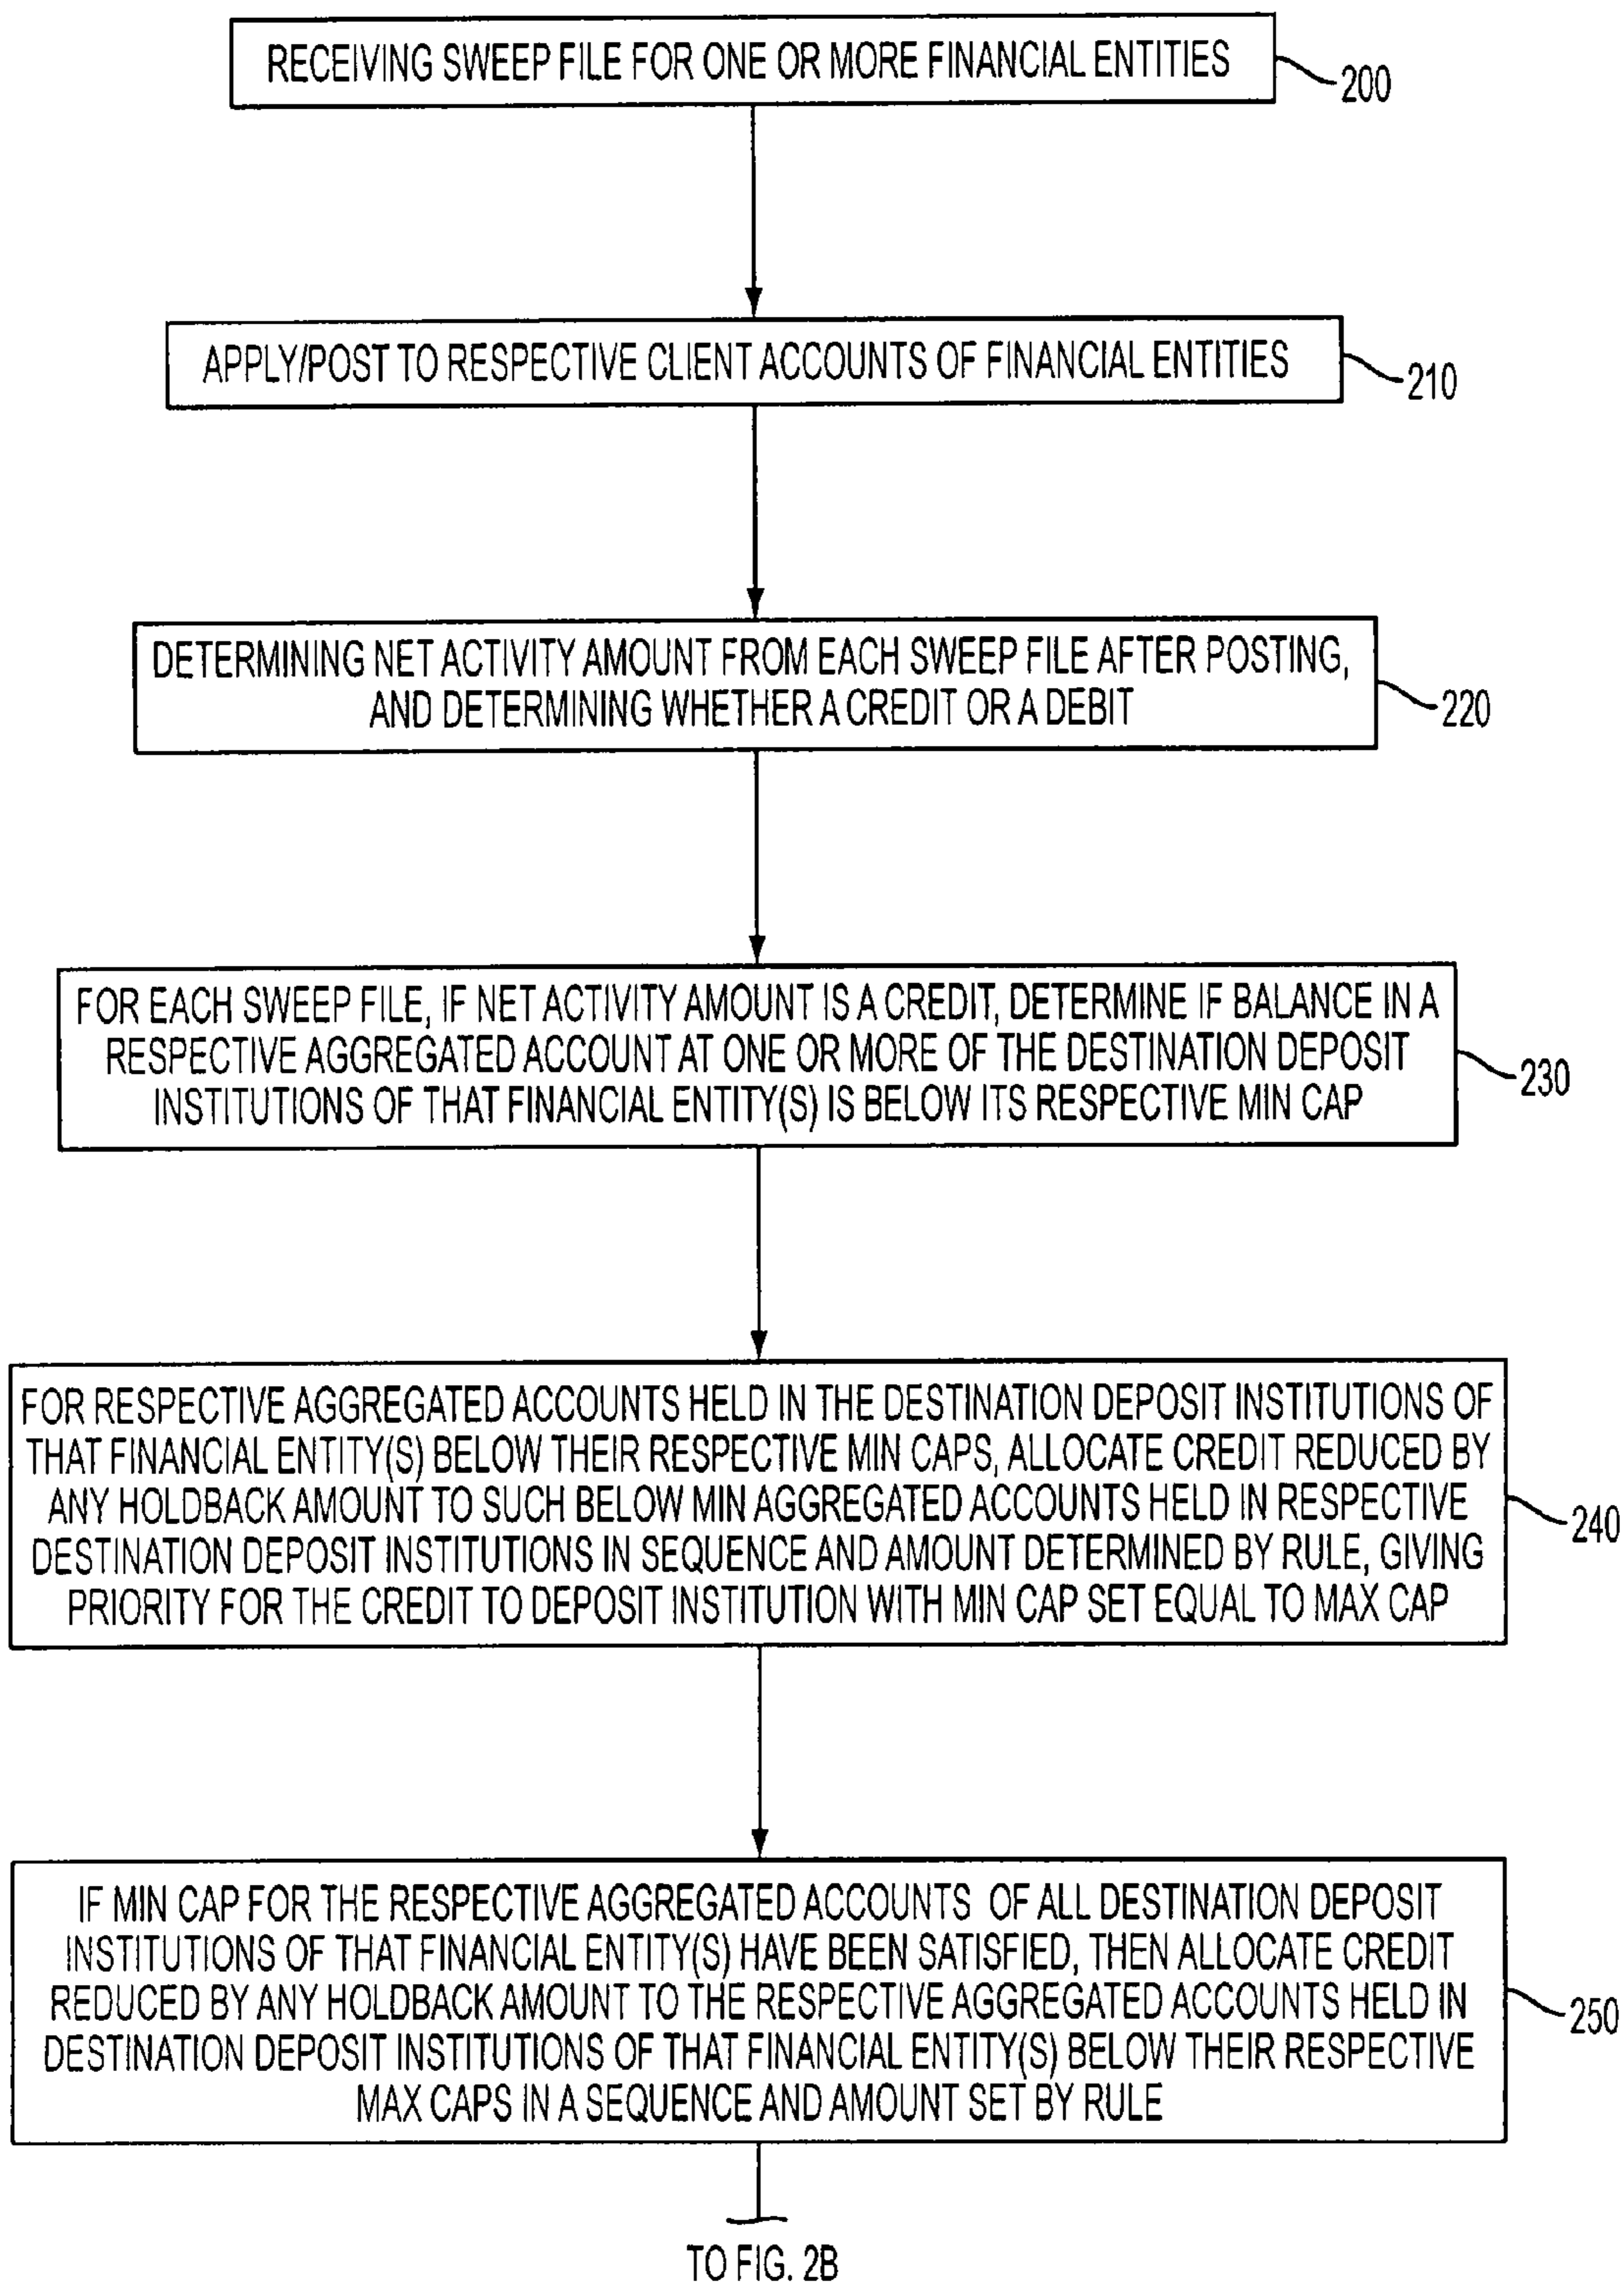 RECEIVING SWEEP FILE FOR ONE OR MORE FINANCIAL ENTITIES
200
APPLY/POST TO RESPECTIVE CLIENT ACCOUNTS OF FINANCIAL ENTITIES
210
DETERMINING NET ACTIVITY AMOUNT FROM EACH SWEEP FILE AFTER POSTING,
AND DETERMINING WHETHER A CREDIT OR A DEBIT
220
FOR EACH SWEEP FILE, IF NET ACTIVITY AMOUNT IS A CREDIT, DETERMINE IF BALANCE IN A
RESPECTIVE AGGREGATED ACCOUNT AT ONE OR MORE OF THE DESTINATION DEPOSIT
INSTITUTIONS OF THAT FINANCIAL ENTITY(S) IS BELOW ITS RESPECTIVE MIN CAP
230
FOR RESPECTIVE AGGREGATED ACCOUNTS HELD IN THE DESTINATION DEPOSIT INSTITUTIONS OF
THAT FINANCIAL ENTITY(S) BELOW THEIR RESPECTIVE MIN CAPS, ALLOCATE CREDIT REDUCED BY
ANY HOLDBACK AMOUNT TO SUCH BELOW MIN AGGREGATED ACCOUNTS HELD IN RESPECTIVE
DESTINATION DEPOSIT INSTITUTIONS IN SEQUENCE AND AMOUNT DETERMINED BY RULE, GIVING
PRIORITY FOR THE CREDIT TO DEPOSIT INSTITUTION WITH MIN CAP SET EQUAL TO MAX CAP
240
IF MIN CAP FOR THE RESPECTIVE AGGREGATED ACCOUNTS OF ALL DESTINATION DEPOSIT
INSTITUTIONS OF THAT FINANCIAL ENTITY(S) HAVE BEEN SATISFIED, THEN ALLOCATE CREDIT
REDUCED BY ANY HOLDBACK AMOUNT TO THE RESPECTIVE AGGREGATED ACCOUNTS HELD IN
DESTINATION DEPOSIT INSTITUTIONS OF THAT FINANCIAL ENTITY(S) BELOW THEIR RESPECTIVE
MAX CAPS IN A SEQUENCE AND AMOUNT SET BY RULE
250
TO FIG. 2B